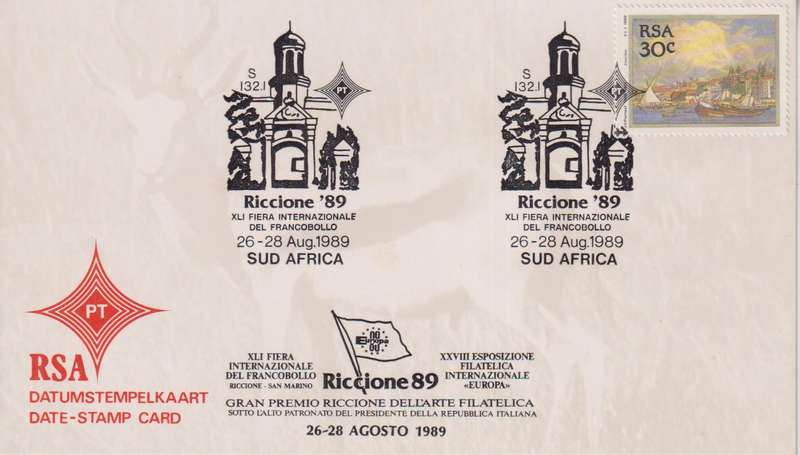 S
132.1
PT
Riccione '89
XLI FIERA INTERNAZIONALE
DEL FRANCOBOLLO
26-28 Aug.1989
SUD AFRICA
S
132.1
PT
Riccione '89
XLI FIERA INTERNAZIONALE
DEL FRANCOBOLLO
26-28 Aug.1989
SUD AFRICA
RSA
30c
PT
RSA
DATUMSTEMPELKAART
DATE-STAMP CARD
Europa
XLI FIERA
INTERNAZIONALE
DEL FRANCOBOLLO
RICCIONE - SAN MARINO
Riccione 89
XXVIII ESPOSIZIONE
FILATELICA
INTERNAZIONALE
«EUROPA»
GRAN PREMIO RICCIONE DELL'ARTE FILATELICA
SOTTO L'ALTO PATRONATO DEL PRESIDENTE DELLA REPUBBLICA ITALIANA
26-28 AGOSTO 1989